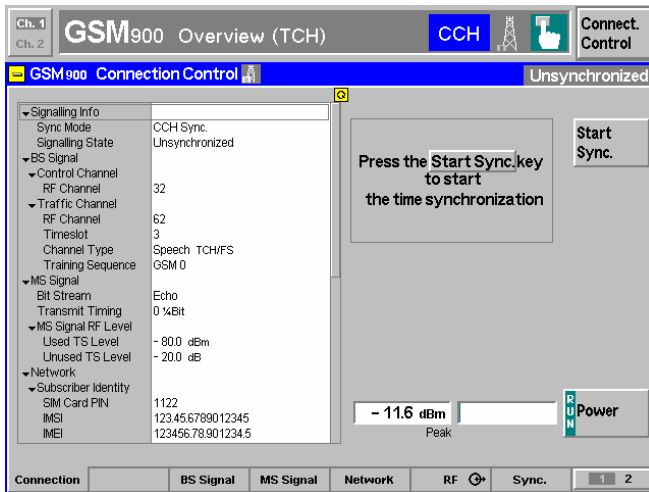 Ch. 1
Ch. 2
GSM900 Overview (TCH)
CCH
Connect.
Control
GSM900 Connection Control
Unsynchronized
Signalling Info
Sync Mode CCH Sync.
Signalling State Unsynchronized
BS Signal
Control Channel
RF Channel 32
Traffic Channel
RF Channel 62
Timeslot 3
Channel Type Speech TCH/FS
Training Sequence GSM 0
MS Signal
Bit Stream Echo
Transmit Timing 0 ¼Bit
MS Signal RF Level
Used TS Level - 80.0 dBm
Unused TS Level - 20.0 dB
Network
Subscriber Identity
SIM Card PIN 1122
IMSI 123.45.6789012345
IMEI 123456.78.901234.5
Press the Start Sync. key
to start
the time synchronization
Start
Sync.
- 11.6 dBm
Peak
RUN
Power
Connection BS Signal MS Signal Network RF Sync. 1 2